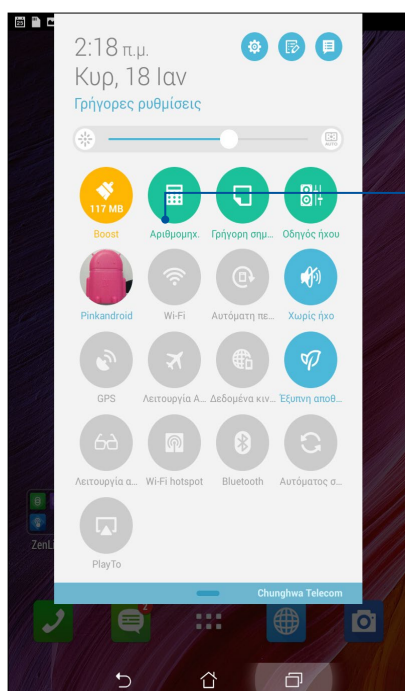 2:18 π.μ.
Κυρ, 18 Ιαν
Γρήγορες ρυθμίσεις
AUTO
117 MB
Boost Αριθμομηχ. Γρήγορη σημ... Οδηγός ήχου
Pinkandroid Wi-Fi Αυτόματη πε... Χωρίς ήχο
GPS Λειτουργία Α... Δεδομένα κιν... Έξυπνη αποθ...
Λειτουργία α... Wi-Fi hotspot Bluetooth Αυτόματος σ...
PlayTo
ZenLi
Chunghwa Telecom
2